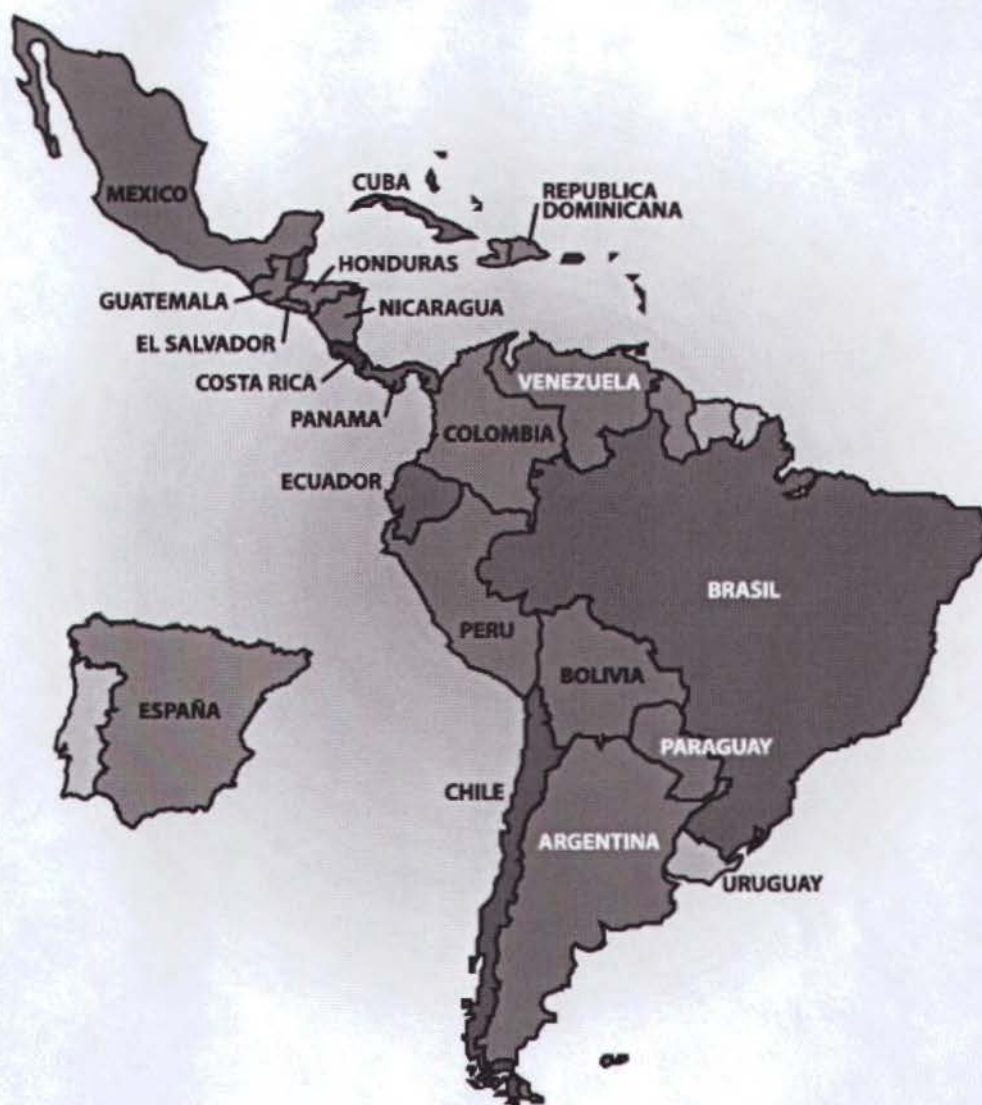 MEXICO
CUBA
REPUBLICA
DOMINICANA
HONDURAS
GUATEMALA
NICARAGUA
EL SALVADOR
COSTA RICA
VENEZUELA
PANAMA
COLOMBIA
ECUADOR
BRASIL
PERU
BOLIVIA
ESPAÑA
PARAGUAY
CHILE
ARGENTINA
URUGUAY